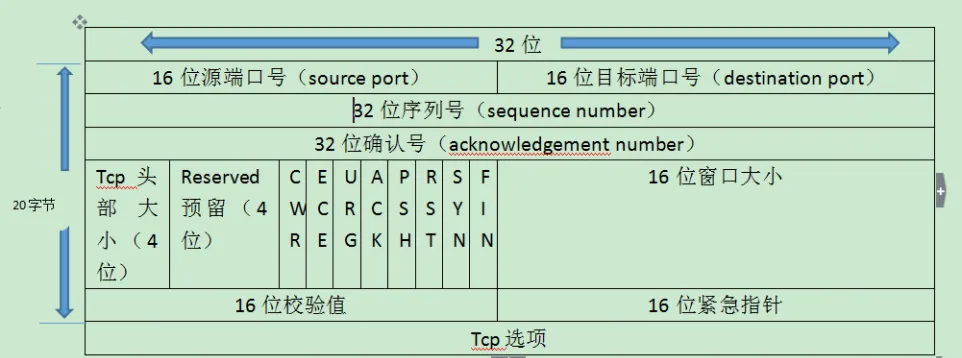 32 位
16 位源端口号（source port）
16 位目标端口号（destination port）
32 位序列号（sequence number）
32 位确认号（acknowledgement number）
20字节
Tcp 头
部 大
小（4
位）
Reserved
预留（4
位）
CWR
ECE
URG
ACK
PSH
RST
SYN
FIN
16 位窗口大小
16 位校验值
16 位紧急指针
Tcp 选项